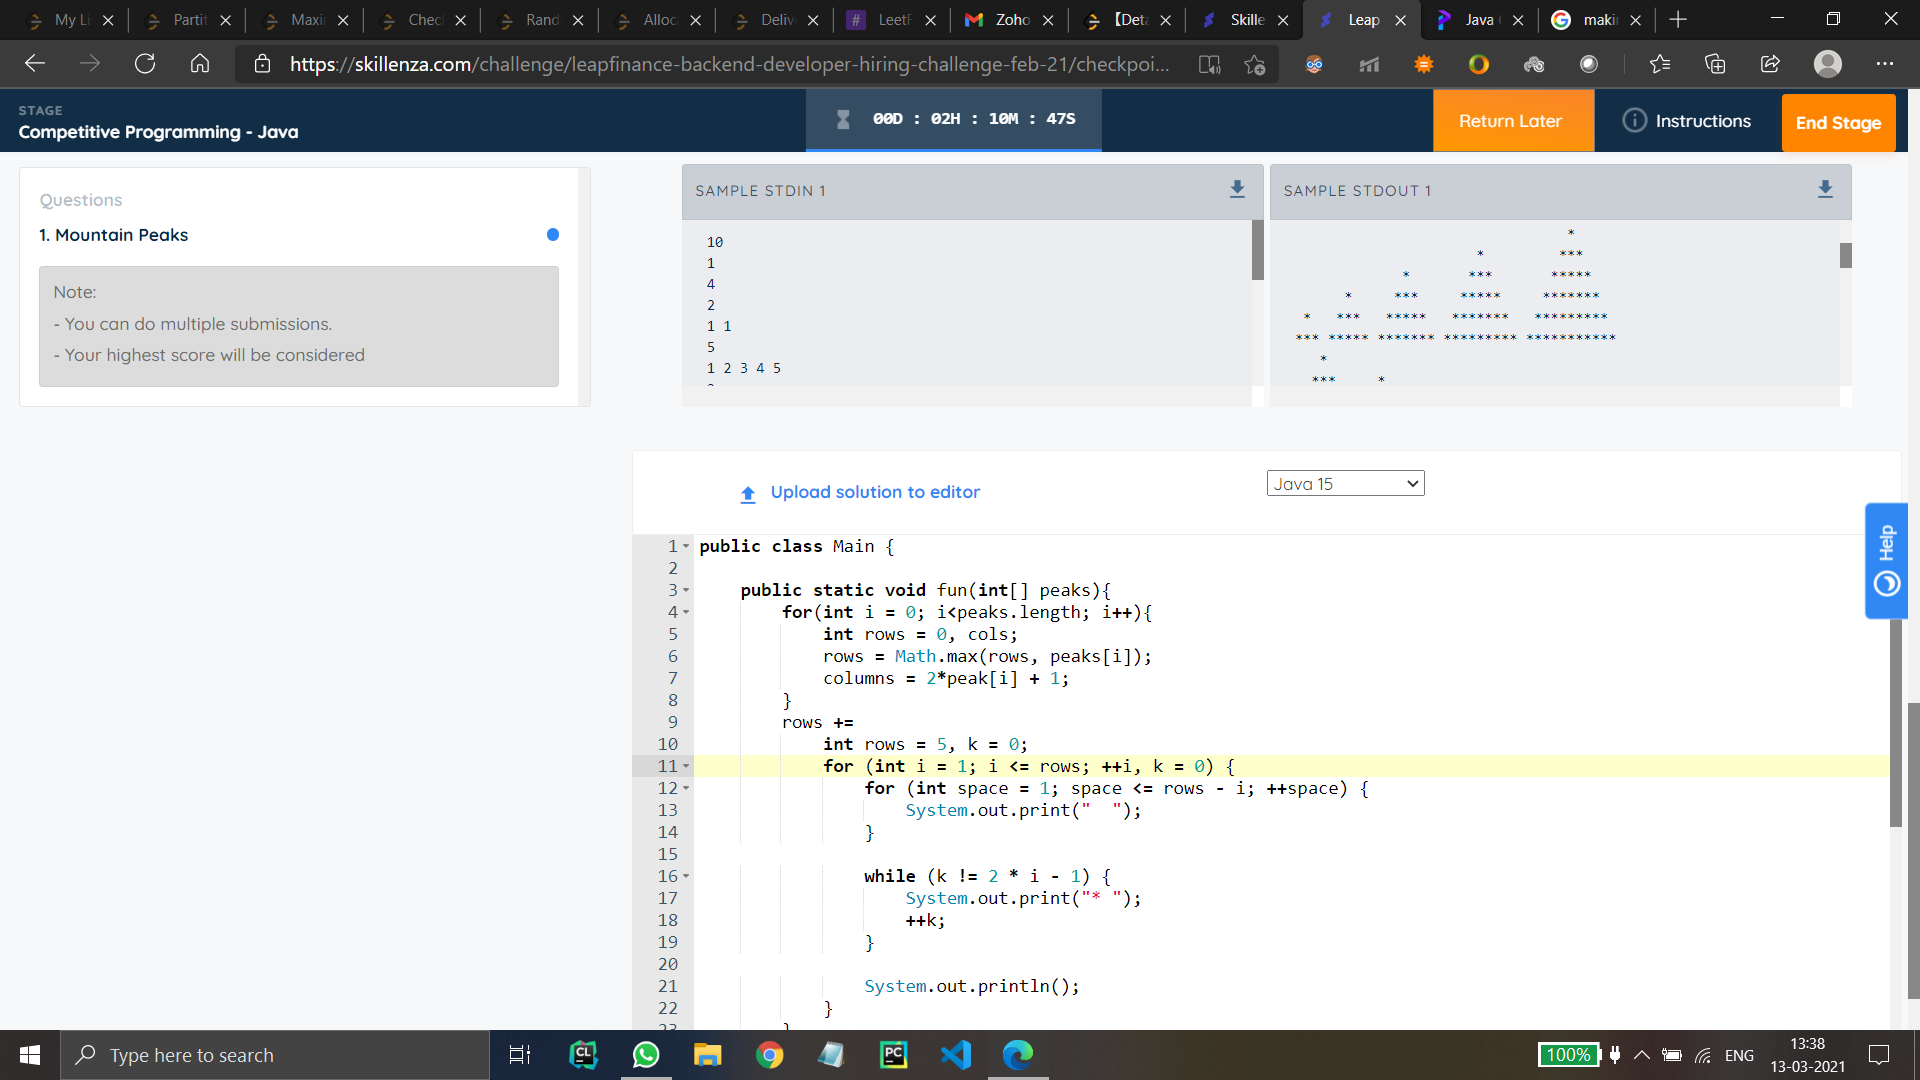 My Li
Partit
Maxii
Chec
Rand
Alloc
Deliv
LeetF
Zoho
【Deta
Skille
Leap
Java
makin
https://skillenza.com/challenge/leapfinance-backend-developer-hiring-challenge-feb-21/checkpoi...
STAGE
Competitive Programming - Java
00D : 02H : 10M : 47S
Return Later
Instructions
End Stage
Questions
1. Mountain Peaks
Note:
- You can do multiple submissions.
- Your highest score will be considered
SAMPLE STDIN 1
10
1
4
2
1 1
5
1 2 3 4 5
SAMPLE STDOUT 1
*
* ***
* *** *****
* *** ***** *******
* *** ***** ******* *********
*** ***** ******* ********* ***********
*
*** *
Upload solution to editor
Java 15
Help
1 public class Main {
2
3 public static void fun(int[] peaks){
4 for(int i = 0; i<peaks.length; i++){
5 int rows = 0, cols;
6 rows = Math.max(rows, peaks[i]);
7 columns = 2*peak[i] + 1;
8 }
9 rows +=
10 int rows = 5, k = 0;
11 for (int i = 1; i <= rows; ++i, k = 0) {
12 for (int space = 1; space <= rows - i; ++space) {
13 System.out.print("  ");
14 }
15
16 while (k != 2 * i - 1) {
17 System.out.print("* ");
18 ++k;
19 }
20
21 System.out.println();
22 }
23 }
Type here to search
100%
ENG
13:38
13-03-2021